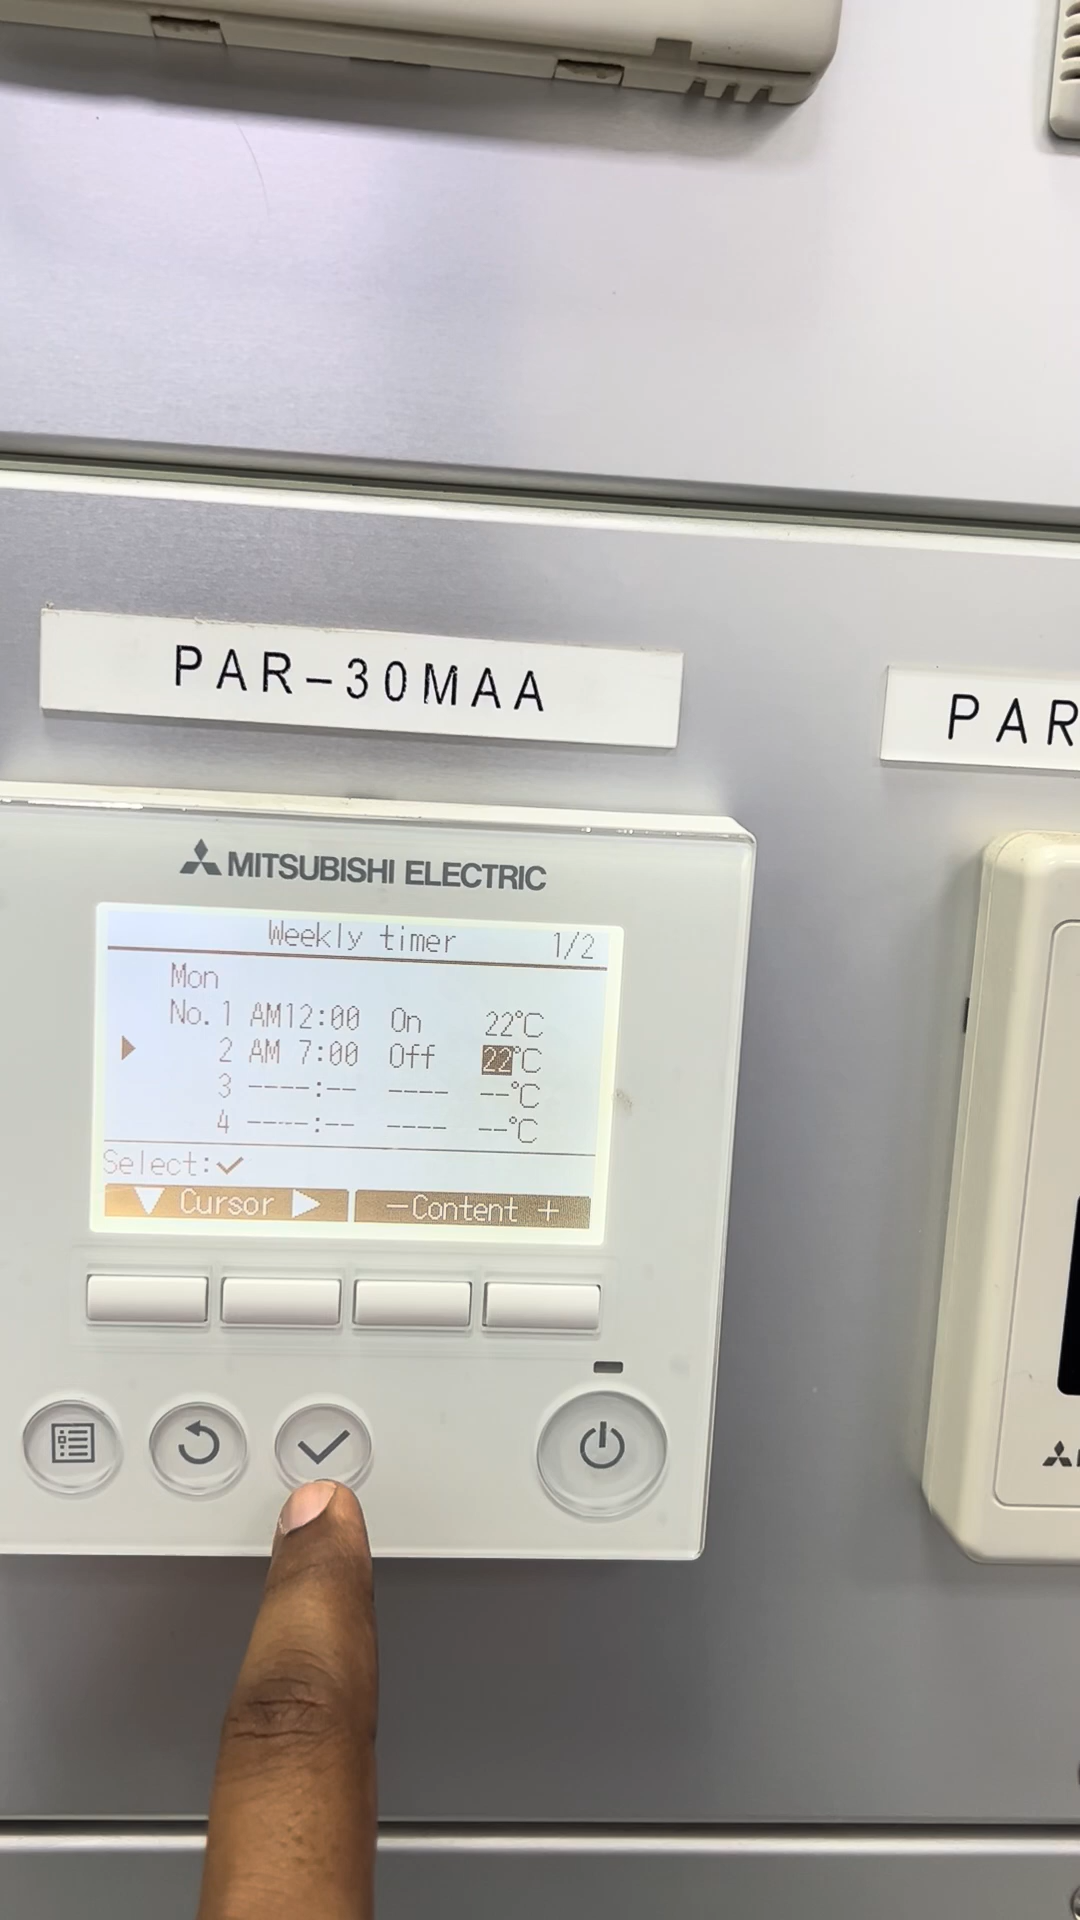 PAR-30MAA
PAR
MITSUBISHI ELECTRIC
Weekly timer 1/2
Mon
No. 1 AM12:00 On 22°C
2 AM 7:00 Off 22°C
3 ----:-- ---- --°C
4 ----:-- ---- --°C
Select:✓
▼ Cursor ▶ −Content +